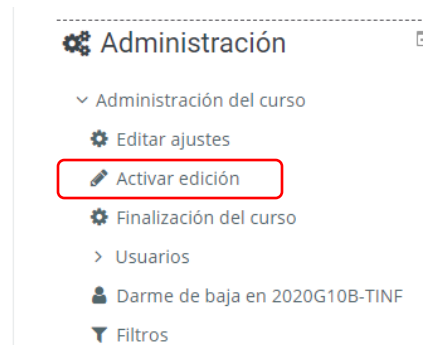 Administración
Administración del curso
Editar ajustes
Activar edición
Finalización del curso
Usuarios
Darme de baja en 2020G10B-TINF
Filtros